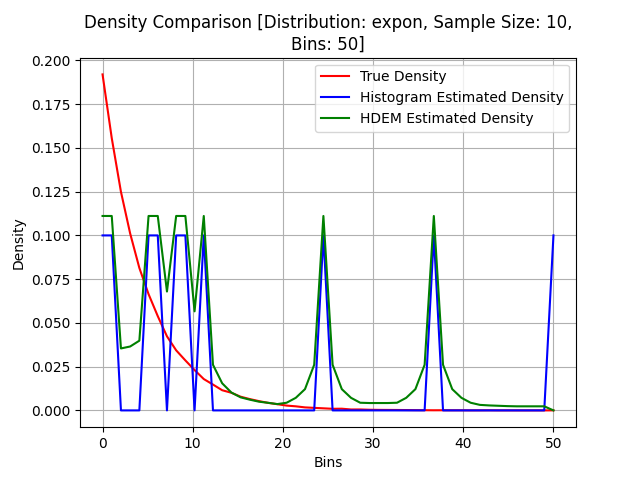 Density Comparison [Distribution: expon, Sample Size: 10,
Bins: 50]
True Density
Histogram Estimated Density
HDEM Estimated Density
Density
0.200
0.175
0.150
0.125
0.100
0.075
0.050
0.025
0.000
0 10 20 30 40 50
Bins